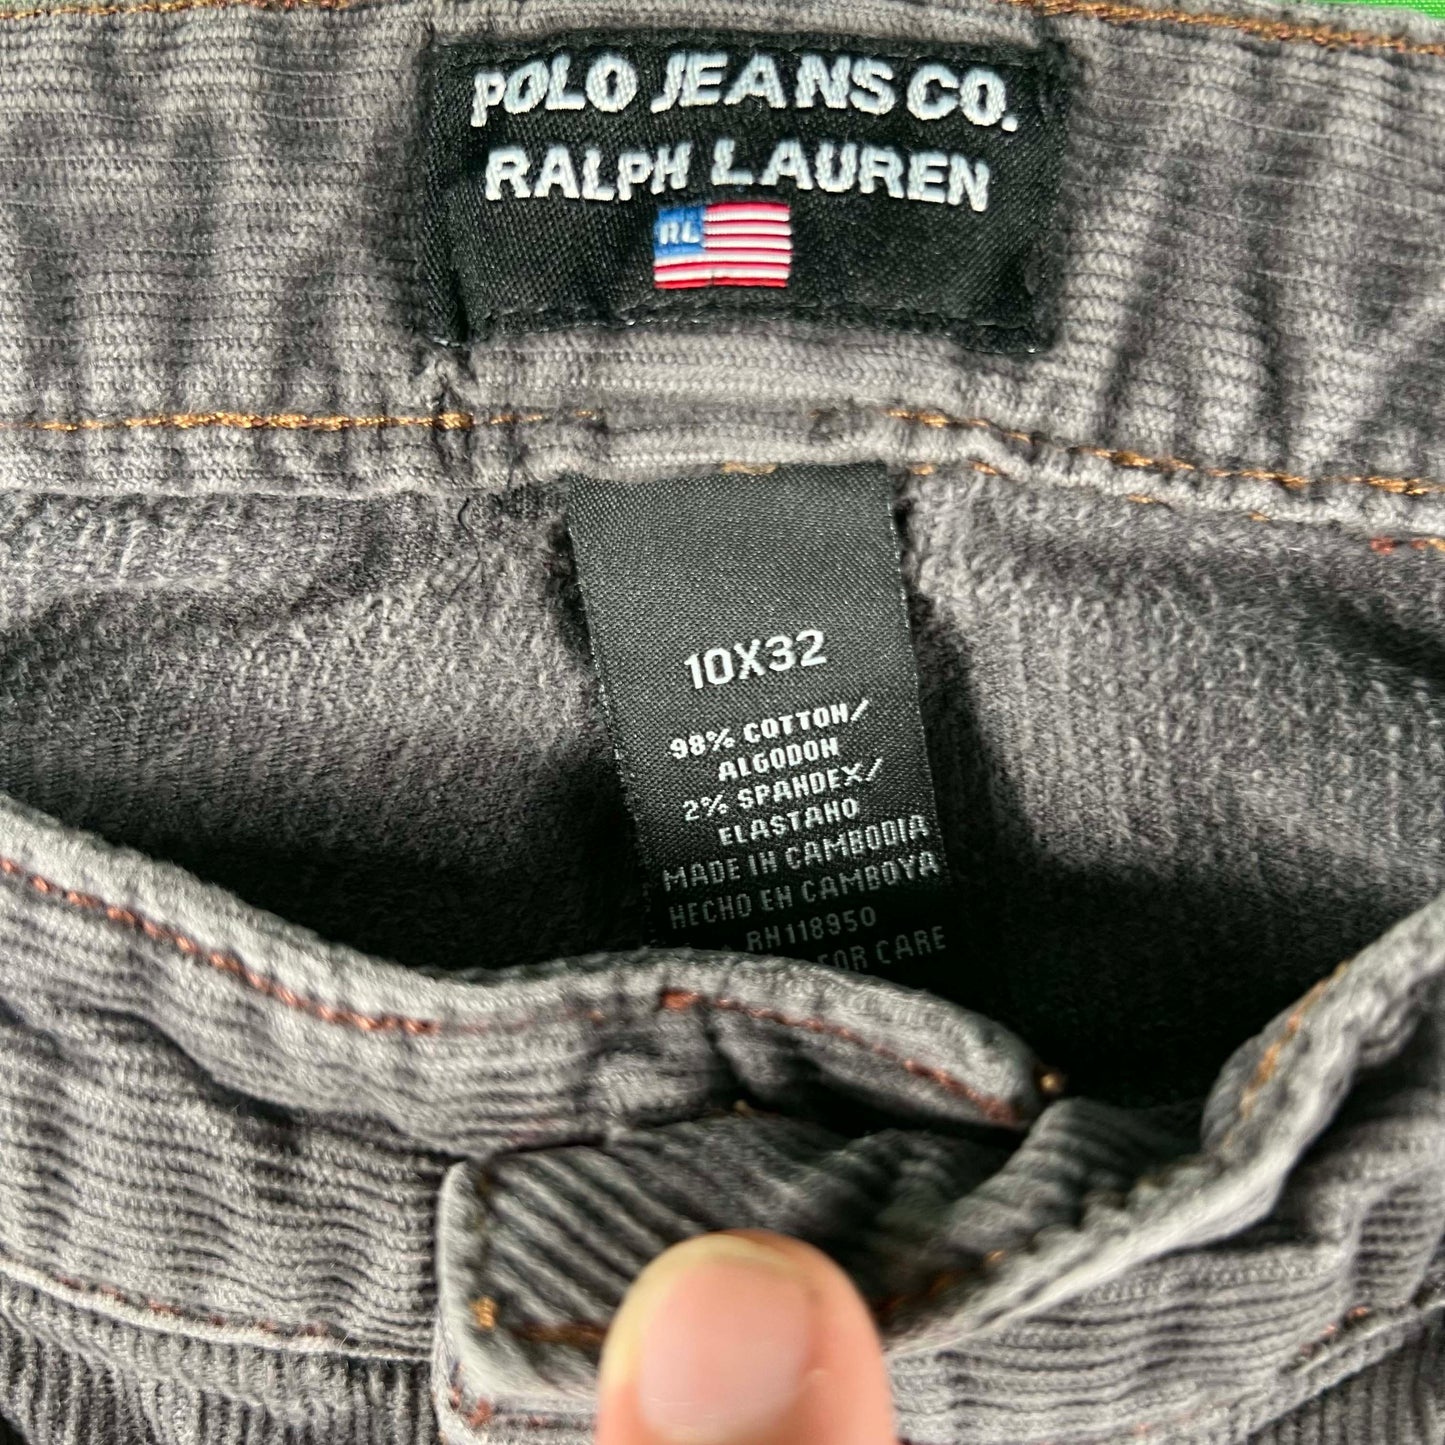 POLO JEANS CO.
RALPH LAUREN
RL
10X32
98% COTTON/
ALGODON
2% SPANDEX/
ELASTANO
MADE IN CAMBODIA
HECHO EN CAMBOYA
RN118950
FOR CARE